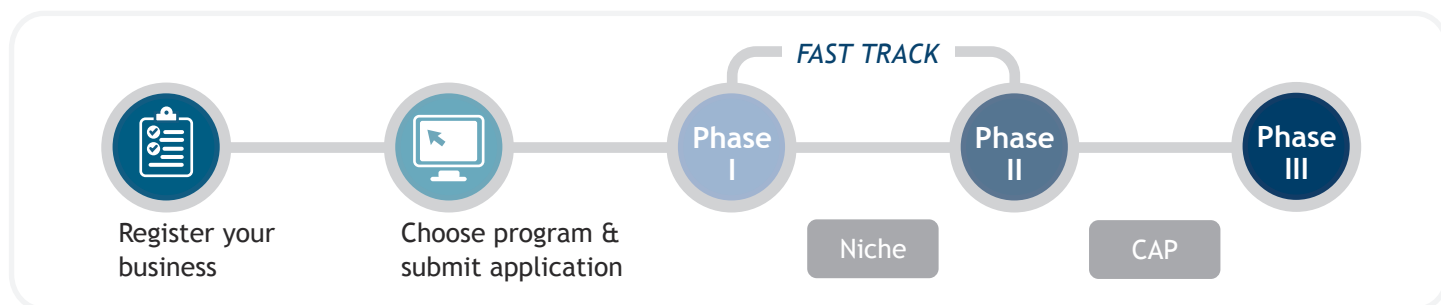 FAST TRACK
Phase
I
Phase
II
Phase
III
Register your
business
Choose program &
submit application
Niche
CAP